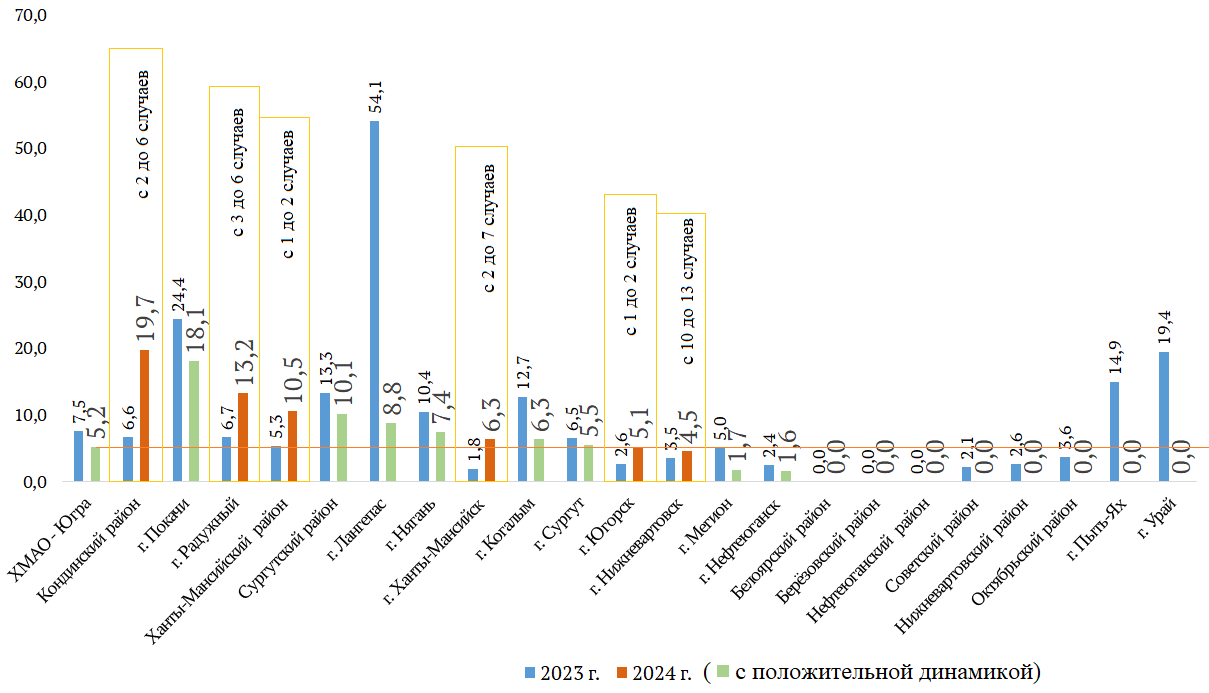 70,0
60,0
50,0
40,0
30,0
20,0
10,0
0,0
с 2 до 6 случаев
с 3 до 6 случаев
с 1 до 2 случаев
с 2 до 7 случаев
с 1 до 2 случаев
с 10 до 13 случаев
7,5
5,2
6,6
19,7
24,4
18,1
6,7
13,2
5,3
10,5
13,3
10,1
54,1
8,8
10,4
7,4
1,8
6,3
12,7
6,3
6,5
5,5
2,6
5,1
3,5
4,5
5,0
1,7
2,4
1,6
0,0
0,0
0,0
0,0
0,0
0,0
2,1
0,0
2,6
0,0
3,6
0,0
14,9
0,0
19,4
0,0
ХМАО - Югра
Кондинский район
г. Покачи
г. Радужный
Ханты-Мансийский район
Сургутский район
г. Лангепас
г. Нягань
г. Ханты-Мансийск
г. Когалым
г. Сургут
г. Югорск
г. Нижневартовск
г. Мегион
г. Нефтеюганск
Белоярский район
Берёзовский район
Нефтеюганский район
Советский район
Нижневартовский район
Октябрьский район
г. Пыть-Ях
г. Урай
2023 г. 2024 г. ( с положительной динамикой)